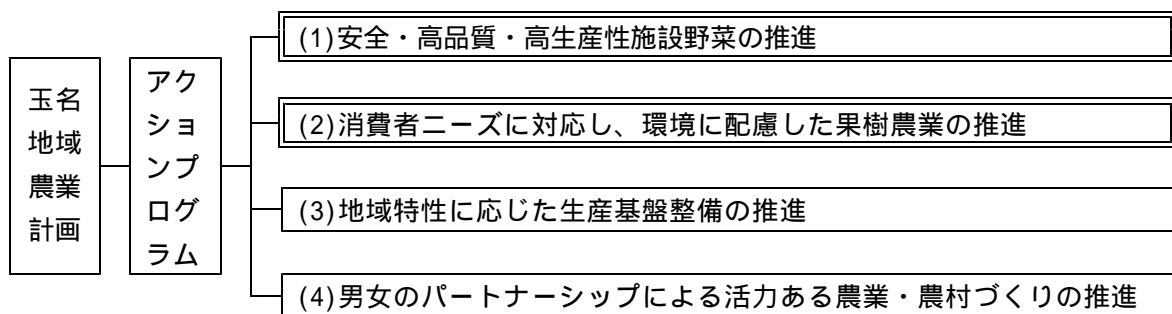 玉名
地域
農業
計画
アク
ショ
ンプ
ログ
ラム
(1)安全・高品質・高生産性施設野菜の推進
(2)消費者ニーズに対応し、環境に配慮した果樹農業の推進
(3)地域特性に応じた生産基盤整備の推進
(4)男女のパートナーシップによる活力ある農業・農村づくりの推進